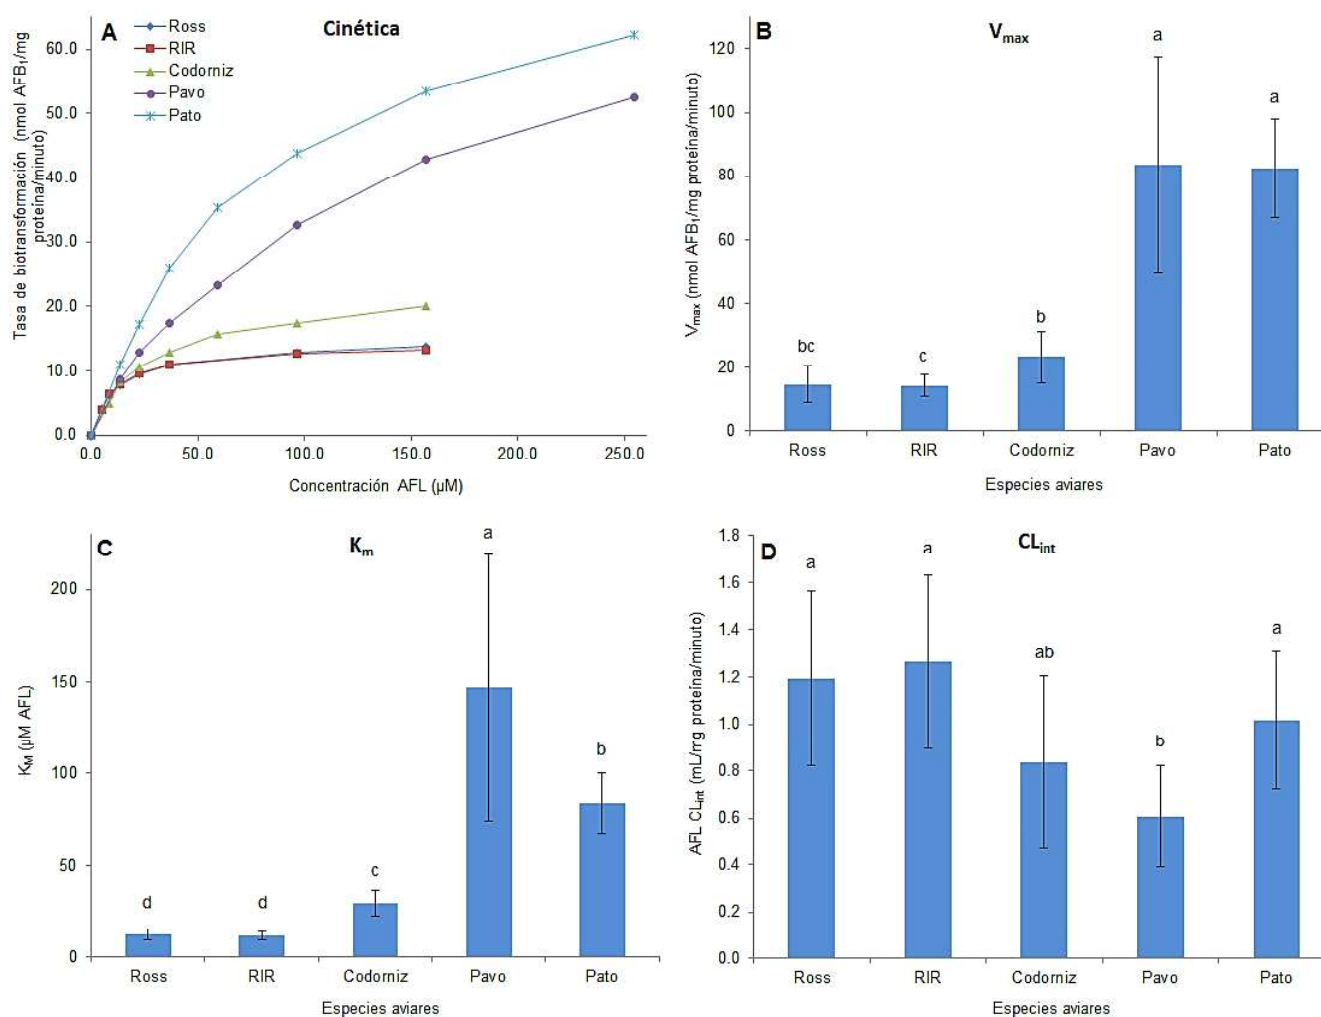 A
Cinética
Ross
RIR
Codorniz
Pavo
Pato
Tasa de biotransformación (nmol AFB₁/mg
proteína/minuto)
60.0
50.0
40.0
30.0
20.0
10.0
0.0
0.0 50.0 100.0 150.0 200.0 250.0
Concentración AFL (µM)
B
Vmax
Vmax (nmol AFB₁/mg proteína/minuto)
120
100
80
60
40
20
0
bc c b a a
Ross RIR Codorniz Pavo Pato
Especies aviares
C
Km
KM (µM AFL)
200
150
100
50
0
d d c a b
Ross RIR Codorniz Pavo Pato
Especies aviares
D
CLint
AFL CLint (mL/mg proteína/minuto)
1.8
1.6
1.4
1.2
1.0
0.8
0.6
0.4
0.2
0.0
a a ab b a
Ross RIR Codorniz Pavo Pato
Especies aviares